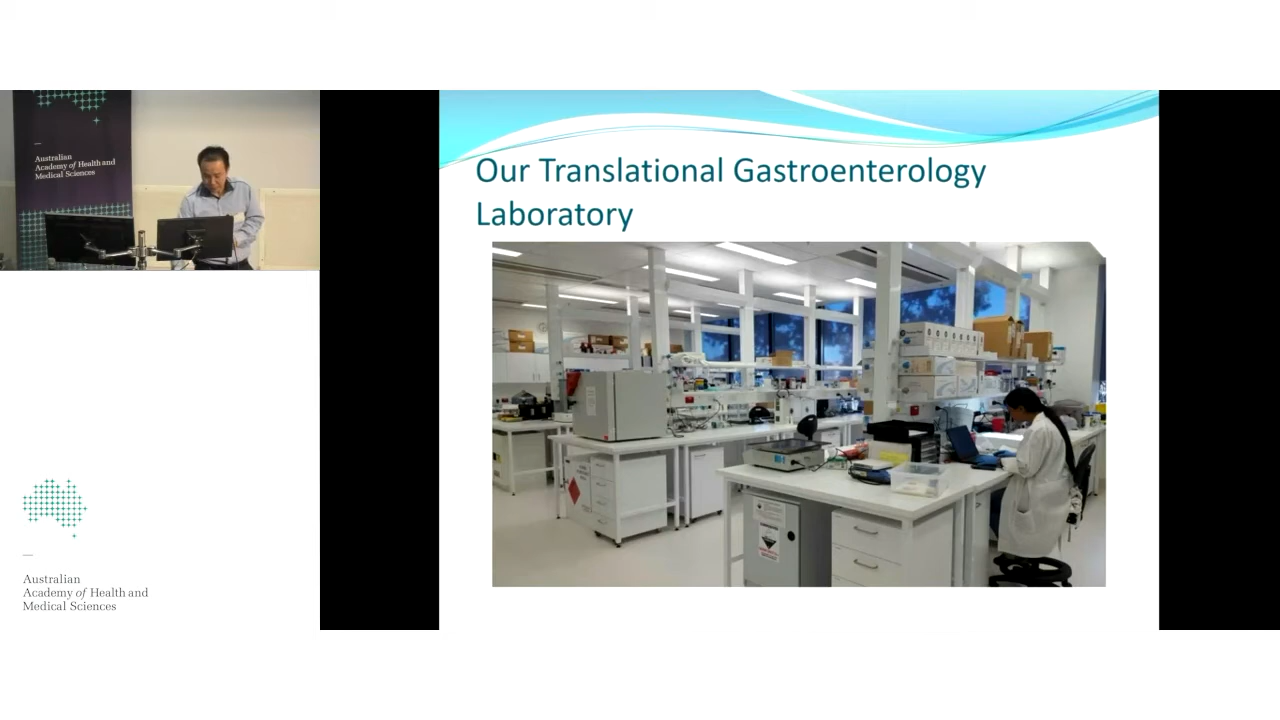 Australian
Academy of Health and
Medical Sciences
Our Translational Gastroenterology
Laboratory
Australian
Academy of Health and
Medical Sciences